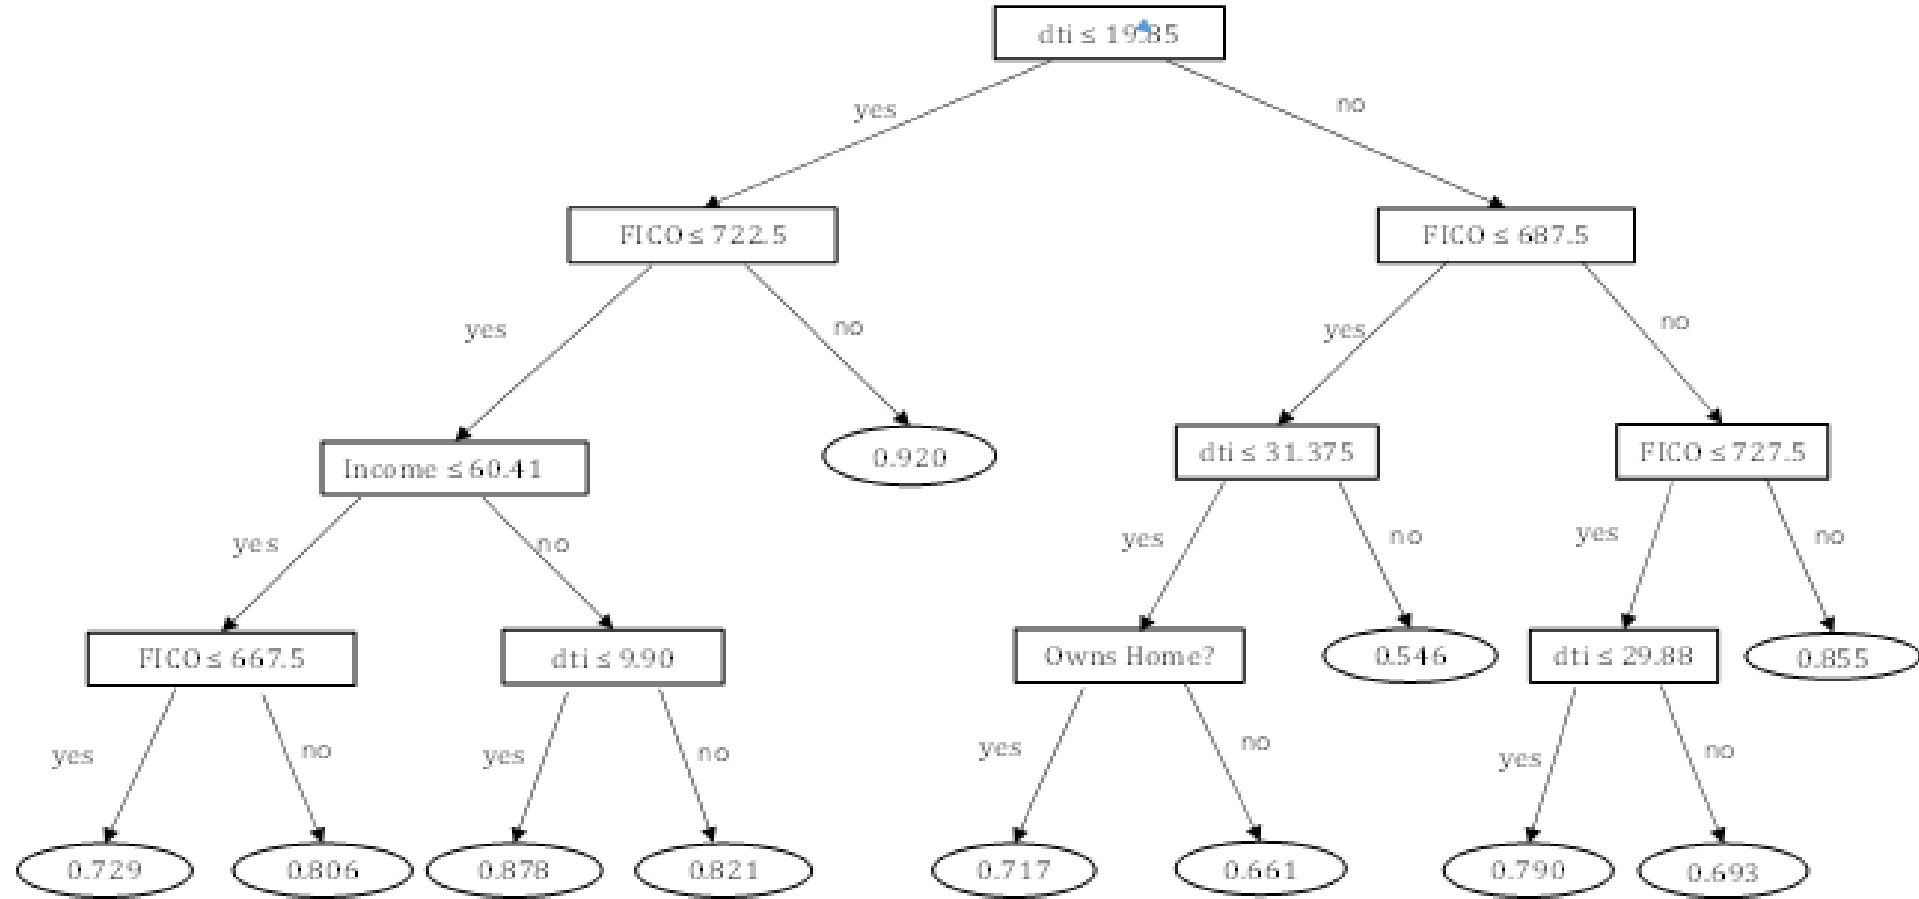 dti ≤ 19.85
yes
no
FICO ≤ 722.5
FICO ≤ 687.5
yes
no
yes
no
Income ≤ 60.41
0.920
dti ≤ 31.375
FICO ≤ 727.5
yes
no
yes
no
yes
no
FICO ≤ 667.5
dti ≤ 9.90
Owns Home?
0.546
dti ≤ 29.88
0.855
yes
no
yes
no
yes
no
yes
no
0.729
0.806
0.878
0.821
0.717
0.661
0.790
0.693